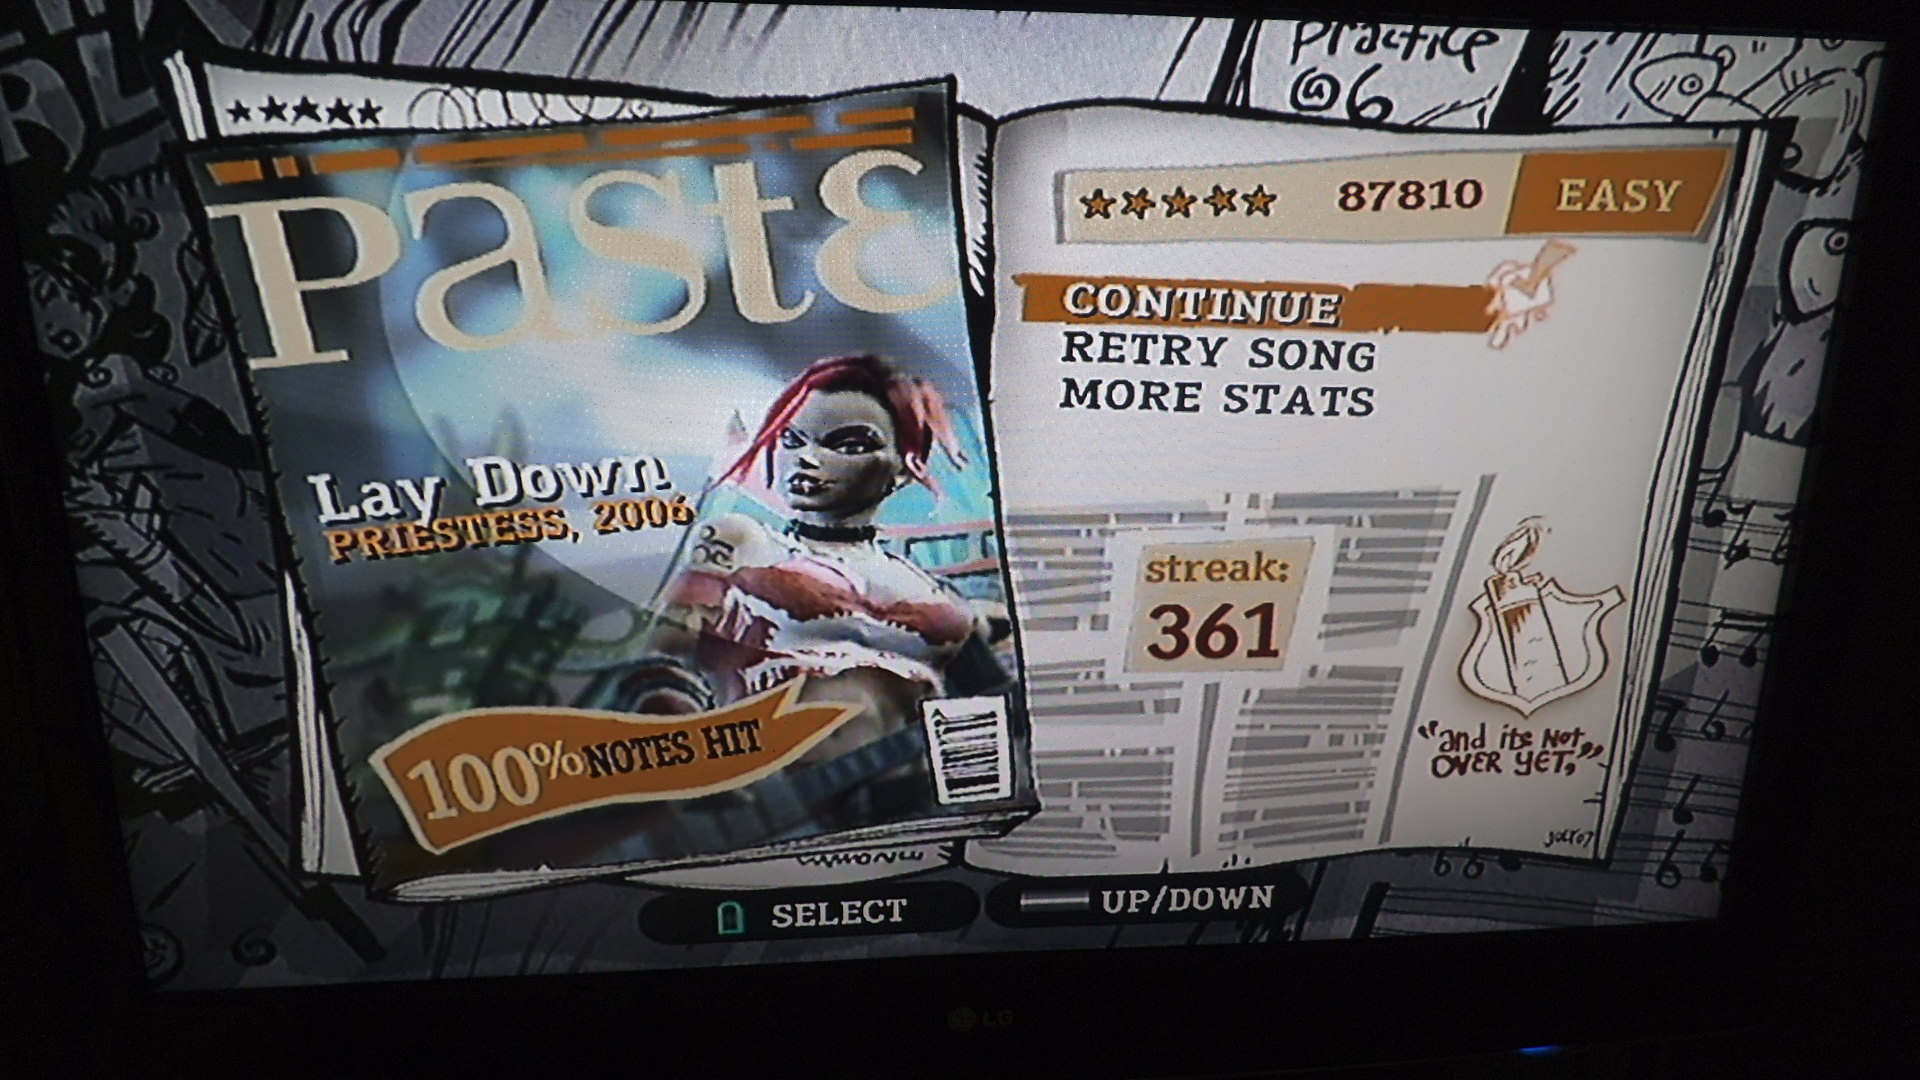 Practice
@6
Paste
87810
EASY
CONTINUE
RETRY SONG
MORE STATS
Lay Down
PRIESTESS, 2006
streak:
361
100% NOTES HIT
"and its Not
OVER YET,"
SELECT
UP/DOWN
LG